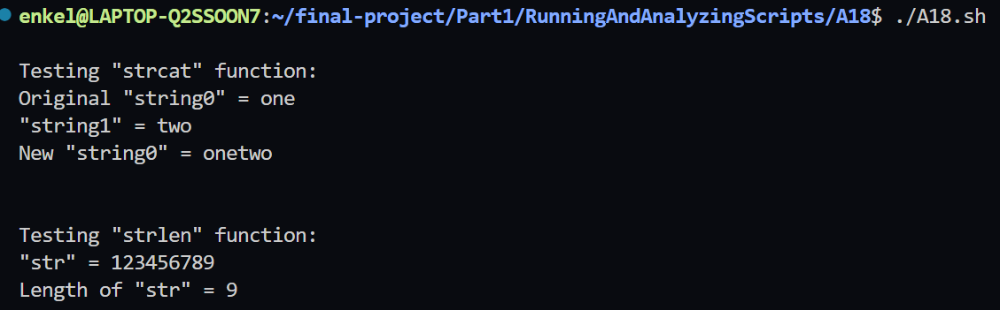 enkel@LAPTOP-Q2SSOON7:~/final-project/Part1/RunningAndAnalyzingScripts/A18$ ./A18.sh
Testing "strcat" function:
Original "string0" = one
"string1" = two
New "string0" = onetwo
Testing "strlen" function:
"str" = 123456789
Length of "str" = 9